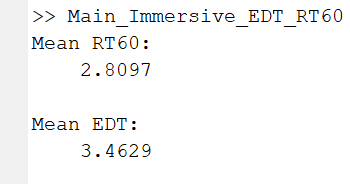 >> Main_Immersive_EDT_RT60
Mean RT60:
2.8097
Mean EDT:
3.4629